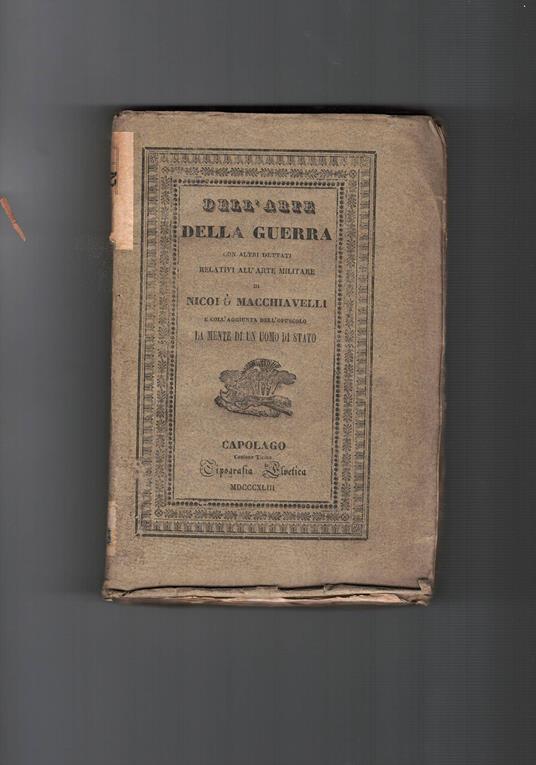 DELL'ARTE
DELLA GUERRA
CON ALTRI DETTATI
RELATIVI ALL'ARTE MILITARE
DI
NICOLÒ MACCHIAVELLI
E COLL'AGGIUNTA DELL'OPUSCOLO
LA MENTE DI UN UOMO DI STATO
CAPOLAGO
Cantone Ticino
Tipografia Elvetica
MDCCCXLIII